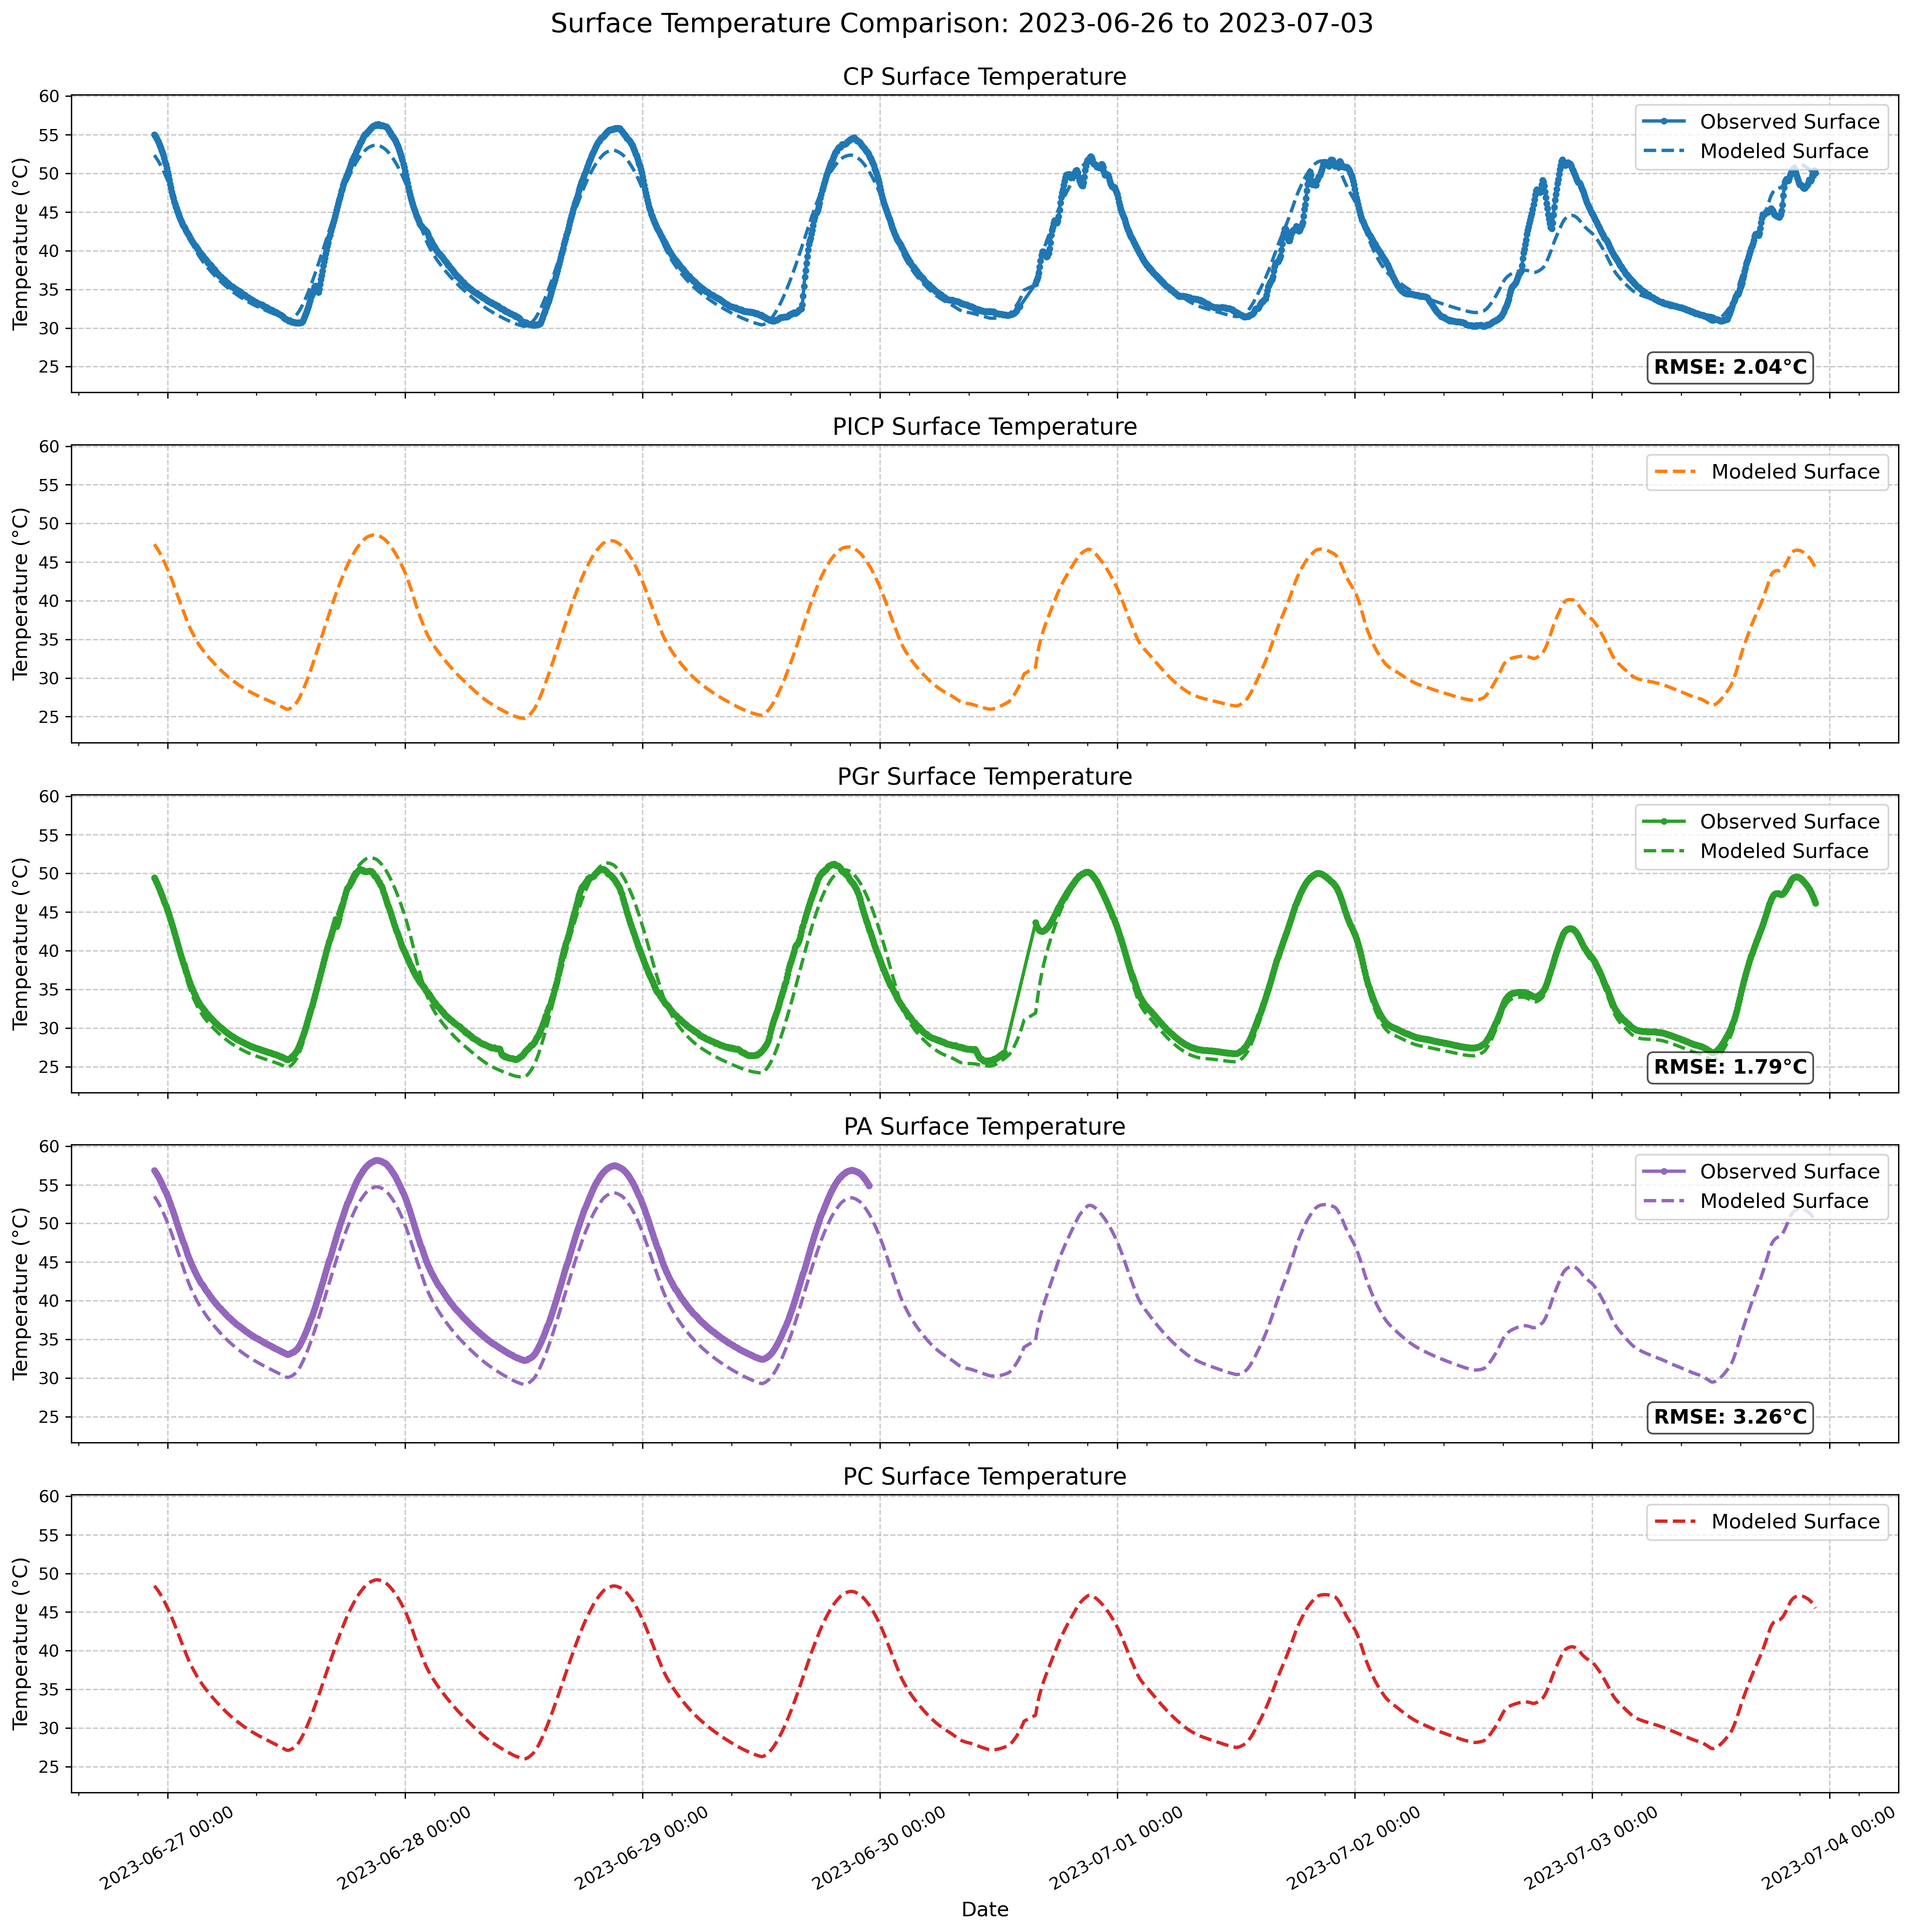 Surface Temperature Comparison: 2023-06-26 to 2023-07-03
CP Surface Temperature
Temperature (°C)
60
55
50
45
40
35
30
25
Observed Surface
Modeled Surface
RMSE: 2.04°C
PICP Surface Temperature
Temperature (°C)
60
55
50
45
40
35
30
25
Modeled Surface
PGr Surface Temperature
Temperature (°C)
60
55
50
45
40
35
30
25
Observed Surface
Modeled Surface
RMSE: 1.79°C
PA Surface Temperature
Temperature (°C)
60
55
50
45
40
35
30
25
Observed Surface
Modeled Surface
RMSE: 3.26°C
PC Surface Temperature
Temperature (°C)
60
55
50
45
40
35
30
25
Modeled Surface
2023-06-27 00:00
2023-06-28 00:00
2023-06-29 00:00
2023-06-30 00:00
2023-07-01 00:00
2023-07-02 00:00
2023-07-03 00:00
2023-07-04 00:00
Date